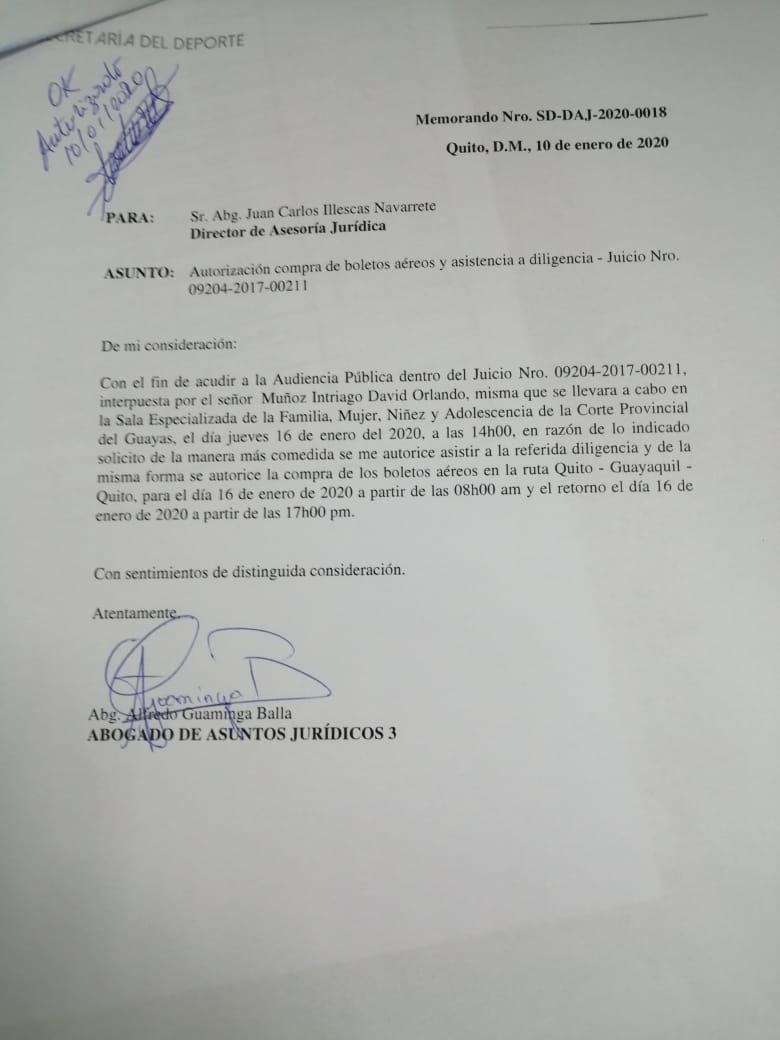 CRETARÍA DEL DEPORTE
OK
Autorizado
10/01/2020
Memorando Nro. SD-DAJ-2020-0018
Quito, D.M., 10 de enero de 2020
PARA: Sr. Abg. Juan Carlos Illescas Navarrete
Director de Asesoría Jurídica
ASUNTO: Autorización compra de boletos aéreos y asistencia a diligencia - Juicio Nro.
09204-2017-00211
De mi consideración:
Con el fin de acudir a la Audiencia Pública dentro del Juicio Nro. 09204-2017-00211,
interpuesta por el señor Muñoz Intriago David Orlando, misma que se llevara a cabo en
la Sala Especializada de la Familia, Mujer, Niñez y Adolescencia de la Corte Provincial
del Guayas, el día jueves 16 de enero del 2020, a las 14h00, en razón de lo indicado
solicito de la manera más comedida se me autorice asistir a la referida diligencia y de la
misma forma se autorice la compra de los boletos aéreos en la ruta Quito - Guayaquil -
Quito, para el día 16 de enero de 2020 a partir de las 08h00 am y el retorno el día 16 de
enero de 2020 a partir de las 17h00 pm.
Con sentimientos de distinguida consideración.
Atentamente,
Guaminga
Abg. Alfredo Guaminga Balla
ABOGADO DE ASUNTOS JURÍDICOS 3